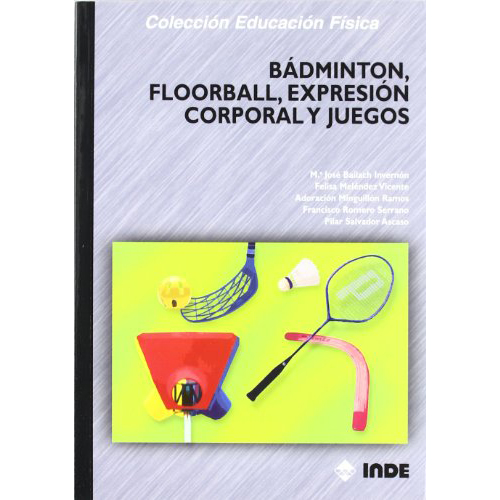 Colección Educación Física
BÁDMINTON,
FLOORBALL, EXPRESIÓN
CORPORAL Y JUEGOS
M.ª José Bailach Invernón
Felisa Meléndez Vicente
Adoración Minguillón Ramos
Francisco Romero Serrano
Pilar Salvador Ascaso
INDE